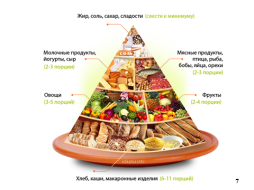 Жир, соль, сахар, сладости (свести к минимуму)
Молочные продукты,
йогурты, сыр
(2-3 порции)
Мясные продукты,
птица, рыба,
бобы, яйца, орехи
(2-3 порции)
Овощи
(3-5 порций)
Фрукты
(2-4 порции)
Хлеб, каши, макаронные изделия (6-11 порций)
7